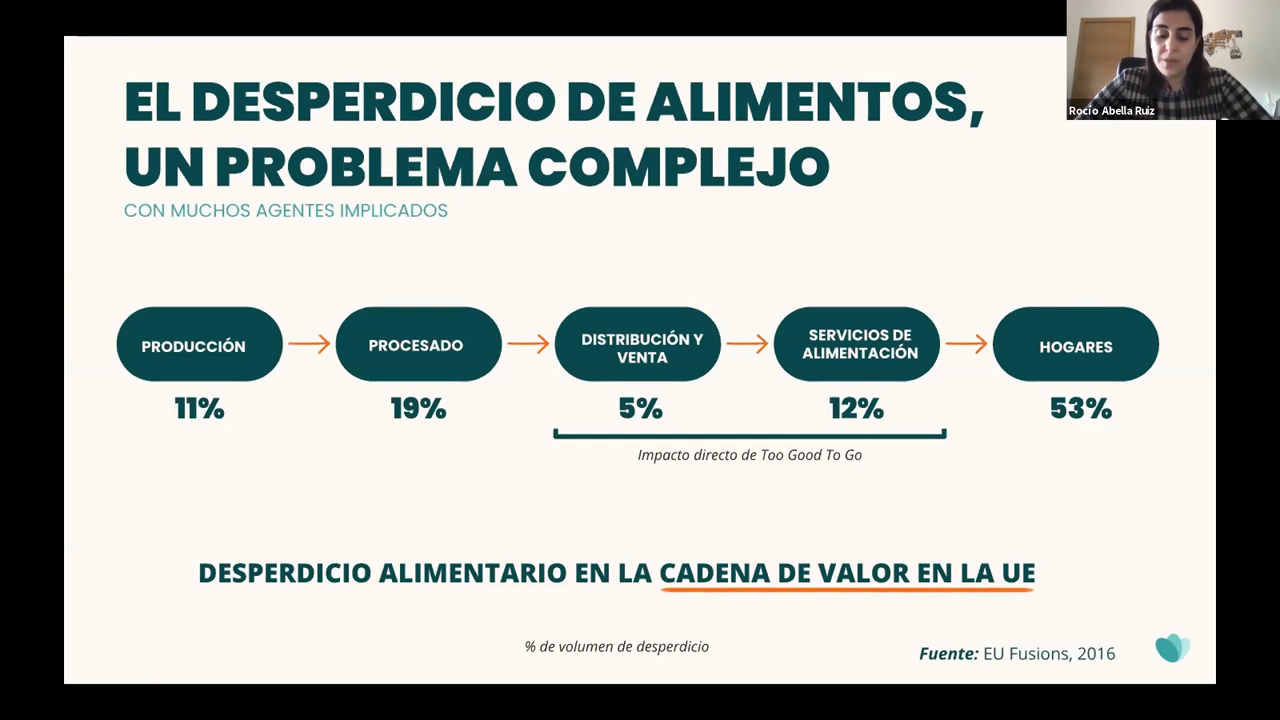 EL DESPERDICIO DE ALIMENTOS,
UN PROBLEMA COMPLEJO
CON MUCHOS AGENTES IMPLICADOS
Rocío Abella Ruiz
PRODUCCIÓN
PROCESADO
DISTRIBUCIÓN Y
VENTA
SERVICIOS DE
ALIMENTACIÓN
HOGARES
11%
19%
5%
12%
53%
Impacto directo de Too Good To Go
DESPERDICIO ALIMENTARIO EN LA CADENA DE VALOR EN LA UE
% de volumen de desperdicio
Fuente: EU Fusions, 2016